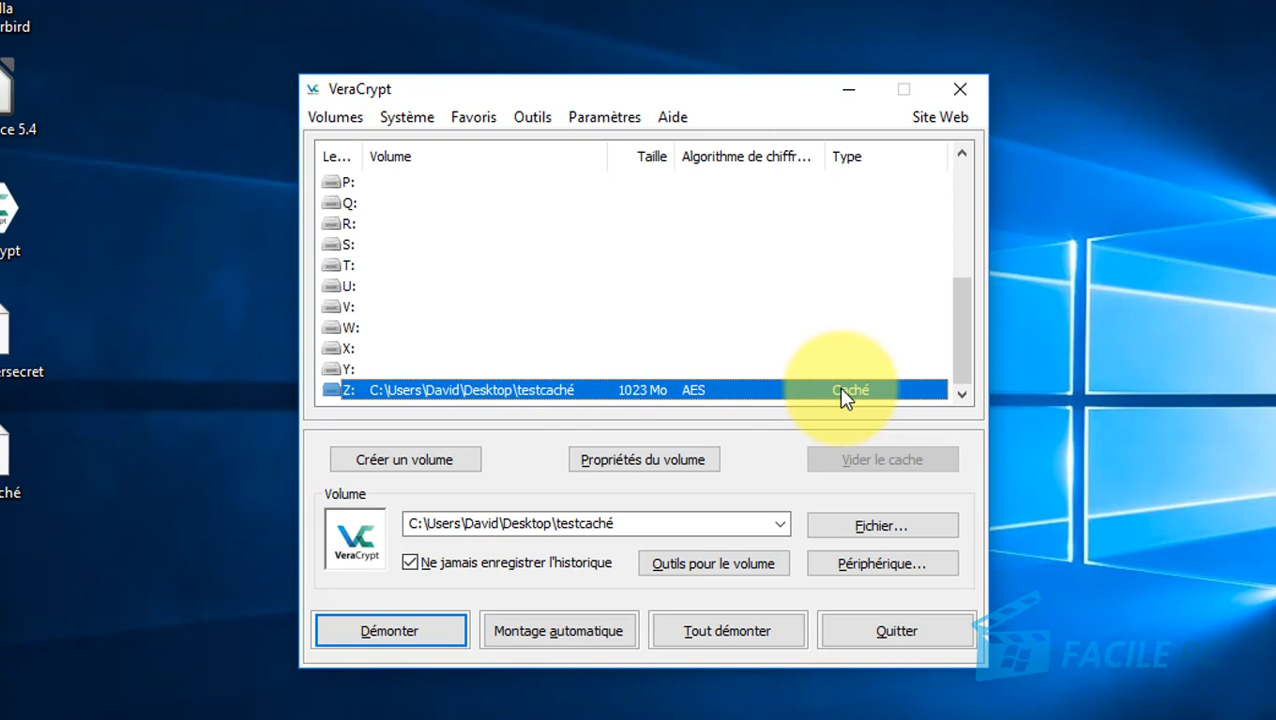 lla
rbird
ce 5.4
ypt
ersecret
ché
VeraCrypt
Volumes Système Favoris Outils Paramètres Aide Site Web
Le... Volume Taille Algorithme de chiffr... Type
P:
Q:
R:
S:
T:
U:
V:
W:
X:
Y:
Z: C:\Users\David\Desktop\testcaché 1023 Mo AES Caché
Créer un volume Propriétés du volume Vider le cache
Volume
C:\Users\David\Desktop\testcaché Fichier...
VeraCrypt
Ne jamais enregistrer l'historique Outils pour le volume Périphérique...
Démonter Montage automatique Tout démonter Quitter
FACILE